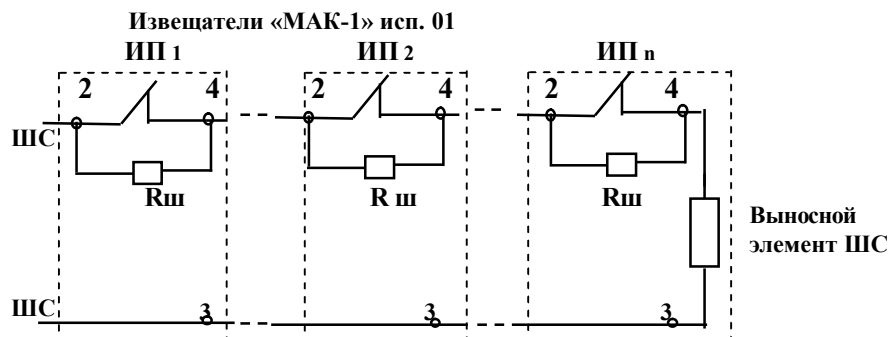 Извещатели «МАК-1» исп. 01
ИП 1 ИП 2 ИП n
2 4 2 4 2 4
ШС
Rш R ш Rш
Выносной
элемент ШС
ШС 3 3 3